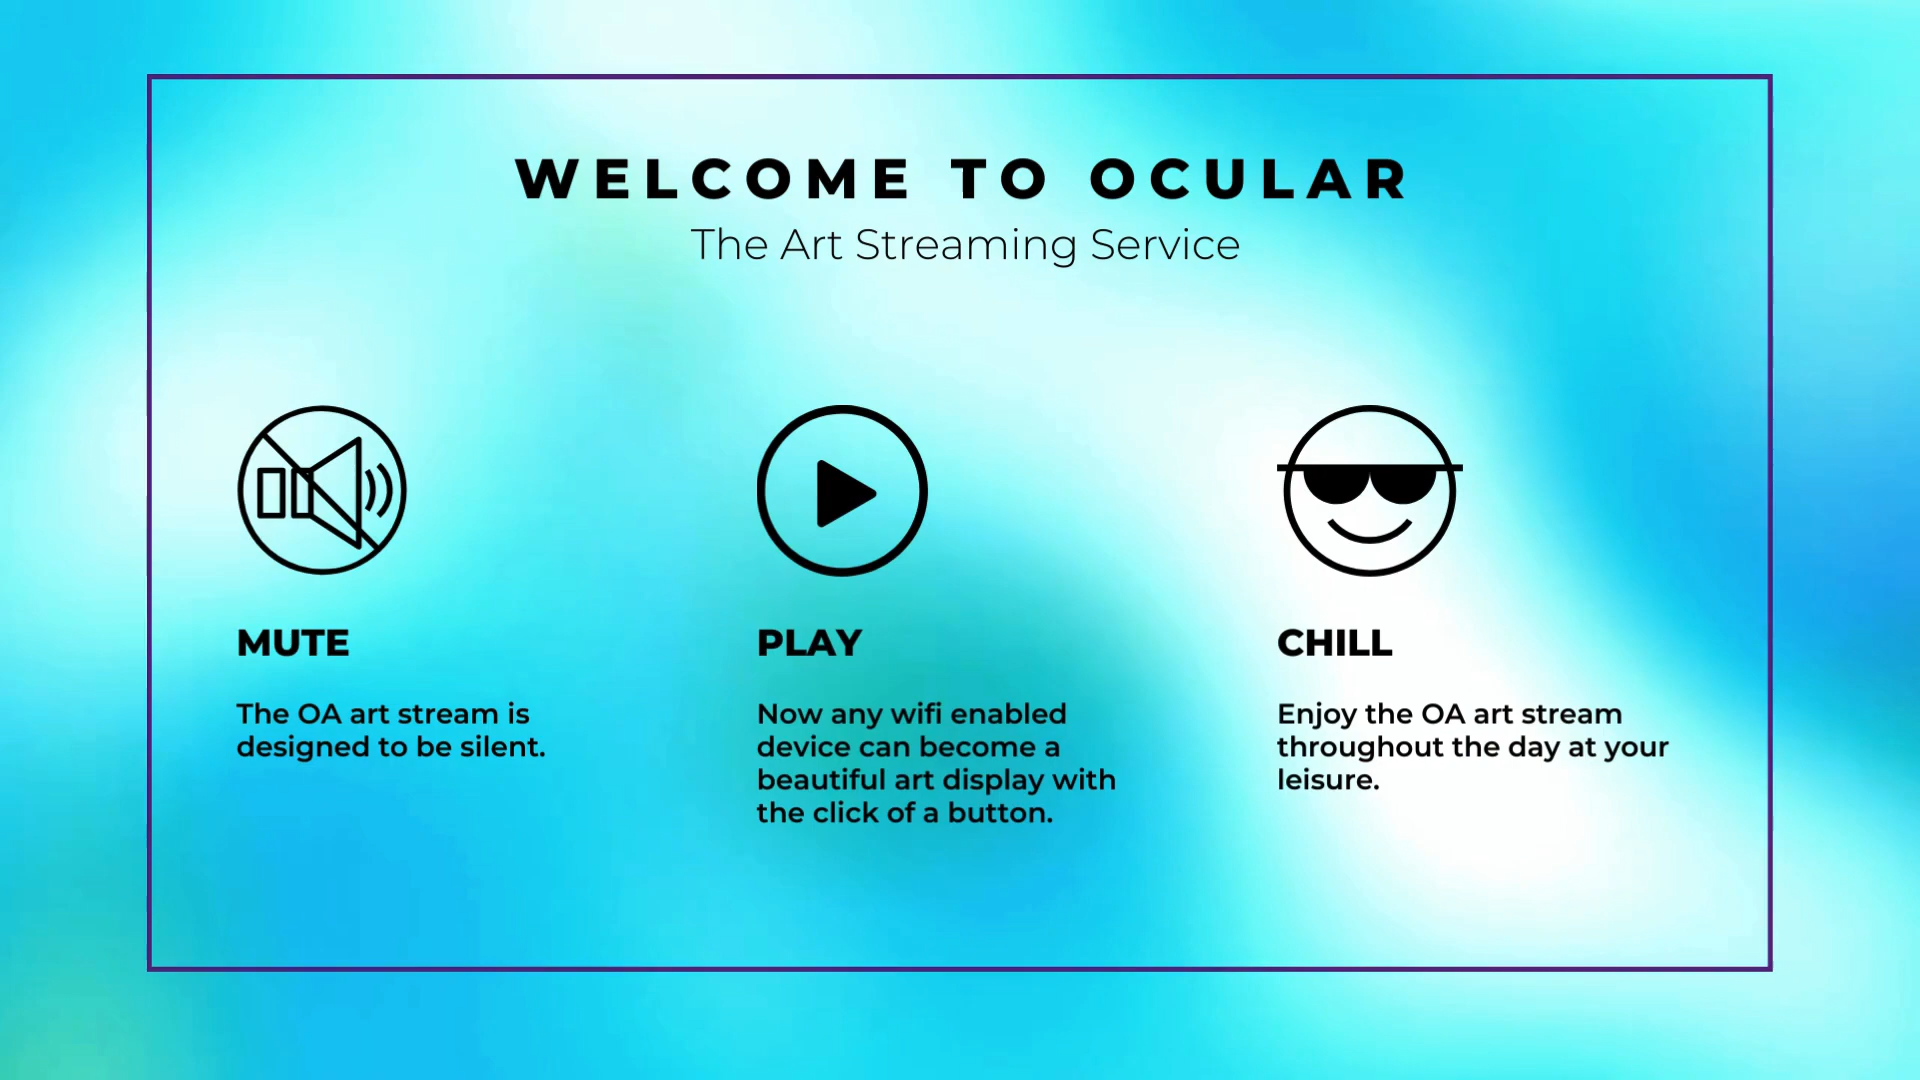 WELCOME TO OCULAR
The Art Streaming Service
MUTE
The OA art stream is
designed to be silent.
PLAY
Now any wifi enabled
device can become a
beautiful art display with
the click of a button.
CHILL
Enjoy the OA art stream
throughout the day at your
leisure.